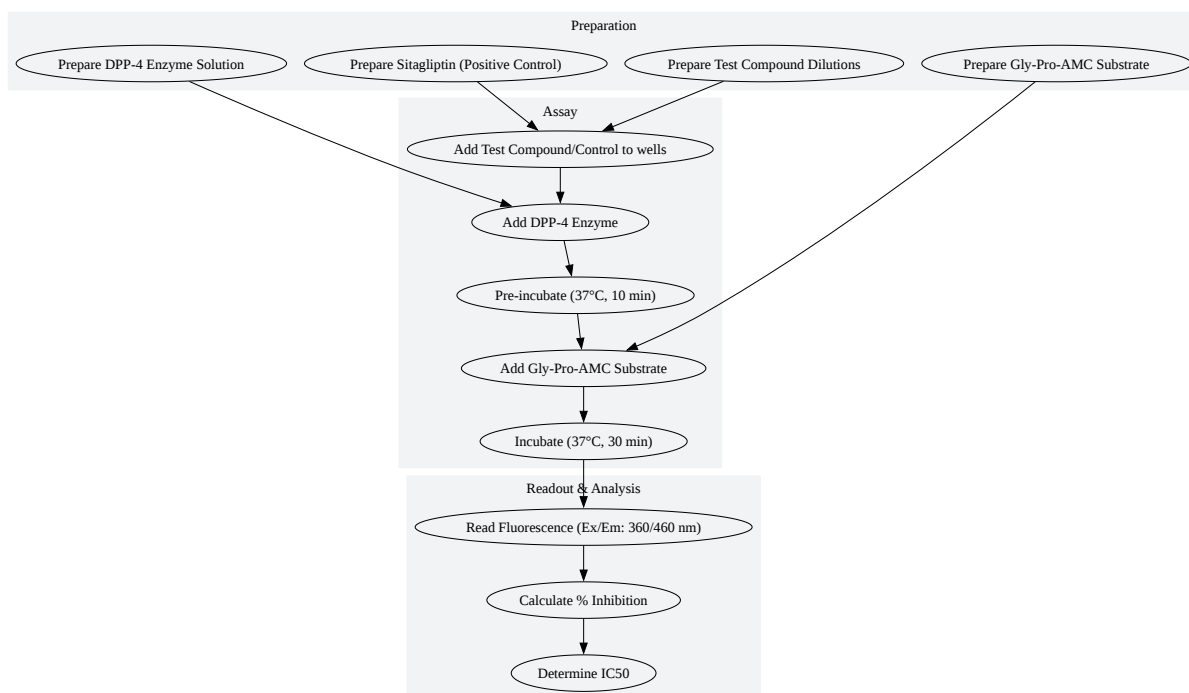 Preparation
Prepare DPP-4 Enzyme Solution
Prepare Sitagliptin (Positive Control)
Prepare Test Compound Dilutions
Prepare Gly-Pro-AMC Substrate
Assay
Add Test Compound/Control to wells
Add DPP-4 Enzyme
Pre-incubate (37°C, 10 min)
Add Gly-Pro-AMC Substrate
Incubate (37°C, 30 min)
Readout & Analysis
Read Fluorescence (Ex/Em: 360/460 nm)
Calculate % Inhibition
Determine IC50